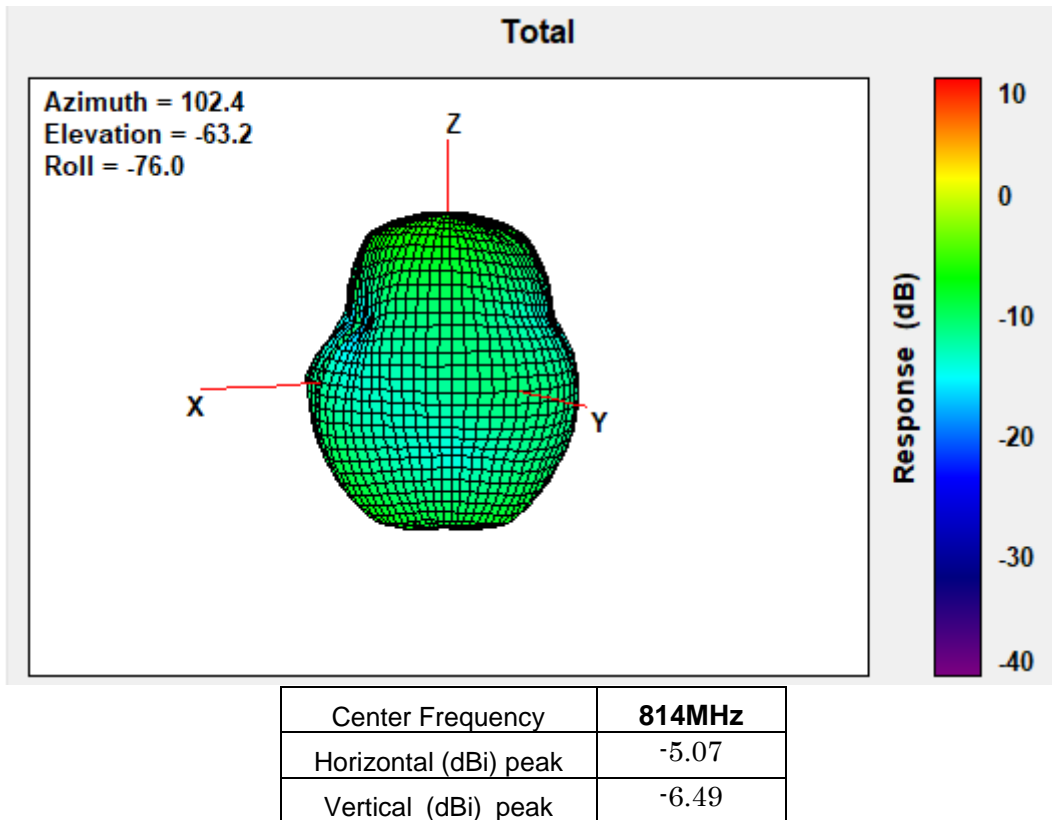 Total
Azimuth = 102.4
Elevation = -63.2
Roll = -76.0
Z
X
Y
10
0
-10
-20
-30
-40
Response (dB)
Center Frequency 814MHz
Horizontal (dBi) peak -5.07
Vertical (dBi) peak -6.49